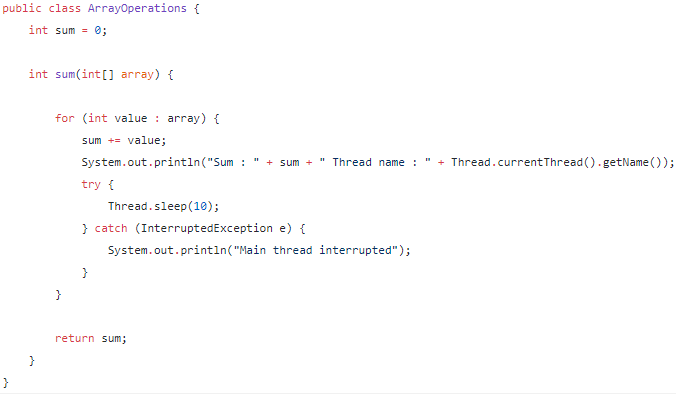 public class ArrayOperations {
    int sum = 0;

    int sum(int[] array) {

        for (int value : array) {
            sum += value;
            System.out.println("Sum : " + sum + " Thread name : " + Thread.currentThread().getName());
            try {
                Thread.sleep(10);
            } catch (InterruptedException e) {
                System.out.println("Main thread interrupted");
            }
        }

        return sum;
    }
}